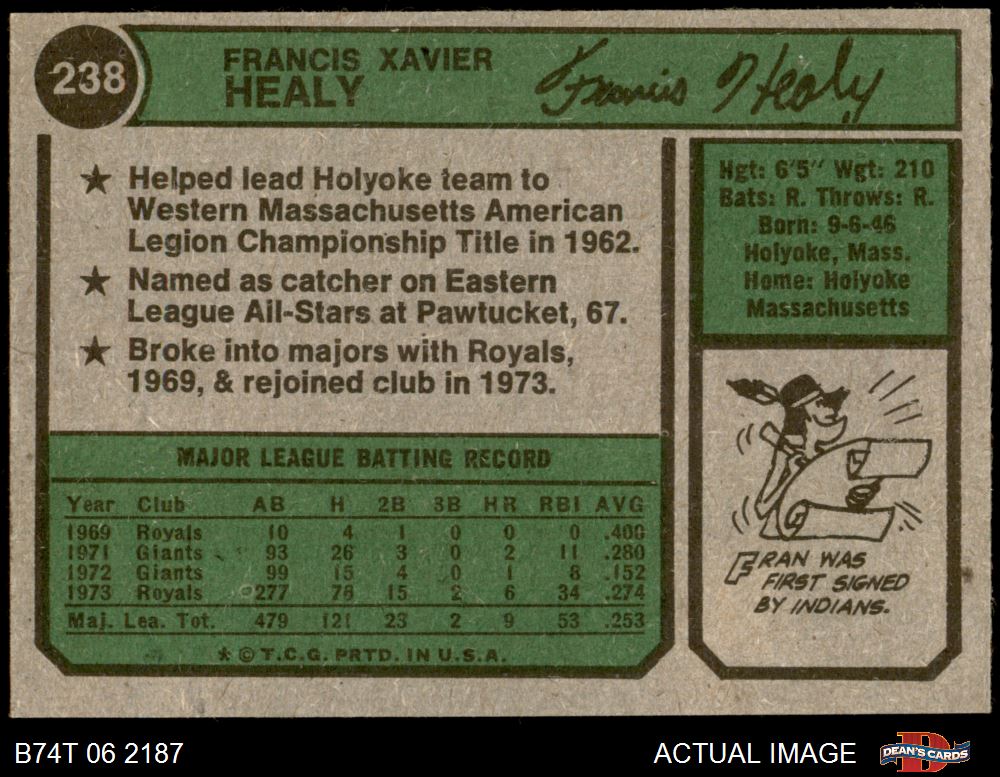 238
FRANCIS XAVIER
HEALY
Francis Healy
★ Helped lead Holyoke team to
Western Massachusetts American
Legion Championship Title in 1962.
★ Named as catcher on Eastern
League All-Stars at Pawtucket, 67.
★ Broke into majors with Royals,
1969, & rejoined club in 1973.
Hgt: 6'5" Wgt: 210
Bats: R. Throws: R.
Born: 9-6-46
Holyoke, Mass.
Home: Holyoke
Massachusetts
MAJOR LEAGUE BATTING RECORD
Year Club AB H 2B 3B HR RBI AVG
1969 Royals 10 4 1 0 0 0 .400
1971 Giants 93 26 3 0 2 11 .280
1972 Giants 99 15 4 0 1 8 .152
1973 Royals 277 76 15 2 6 34 .274
Maj. Lea. Tot. 479 121 23 2 9 53 .253
★ © T.C.G. PRTD. IN U.S.A.
FRAN WAS
FIRST SIGNED
BY INDIANS.
B74T 06 2187
ACTUAL IMAGE
DEAN'S CARDS